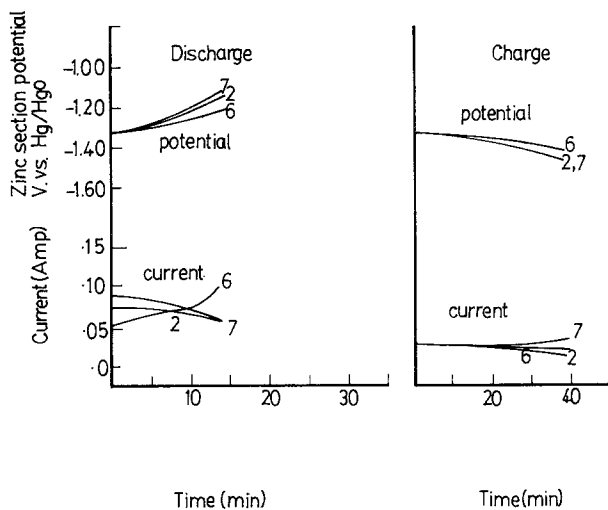 Discharge
Charge
Zinc section potential
V. vs. Hg/HgO
-1.00
-1.20
-1.40
-1.60
7
2
6
potential
potential
6
2,7
Current (Amp)
.15
.10
.05
.0
current
6
2
7
current
7
6
2
10
20
30
20
40
Time (min)
Time(min)